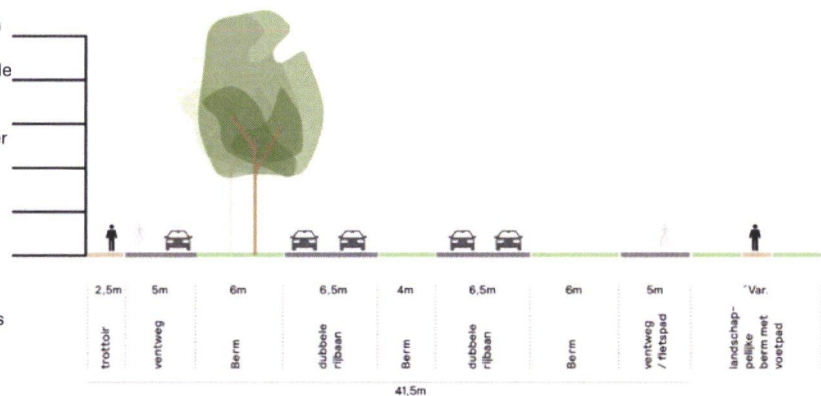 2,5m 5m 6m 6,5m 4m 6,5m 6m 5m ˜Var.
trottoir
ventweg
Berm
dubbele
rijbaan
Berm
dubbele
rijbaan
Berm
ventweg
/ fietspad
landschap-
pelijke
berm met
voetpad
41,5m